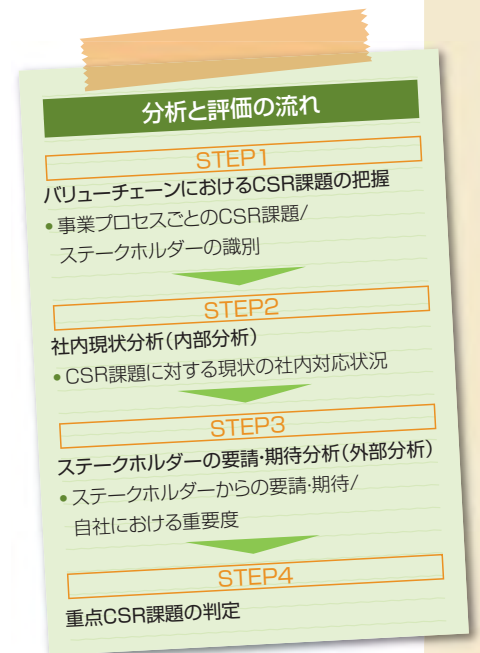 分析と評価の流れ
STEP1
バリューチェーンにおけるCSR課題の把握
•事業プロセスごとのCSR課題/
ステークホルダーの識別
STEP2
社内現状分析(内部分析)
•CSR課題に対する現状の社内対応状況
STEP3
ステークホルダーの要請・期待分析(外部分析)
•ステークホルダーからの要請・期待/
自社における重要度
STEP4
重点CSR課題の判定